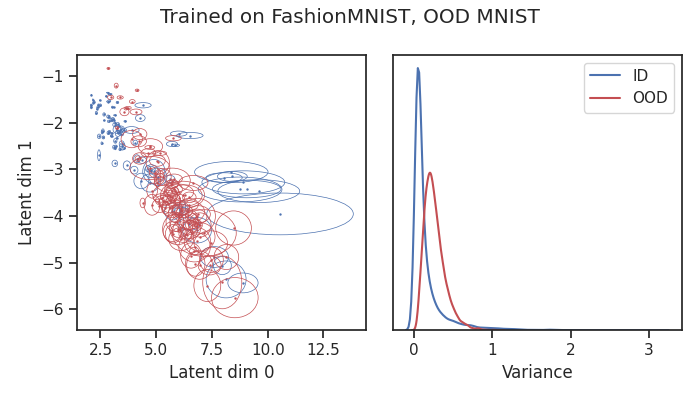 Trained on FashionMNIST, OOD MNIST
ID
OOD
−1
−2
−3
−4
−5
−6
Latent dim 1
2.5 5.0 7.5 10.0 12.5
0 1 2 3
Latent dim 0
Variance